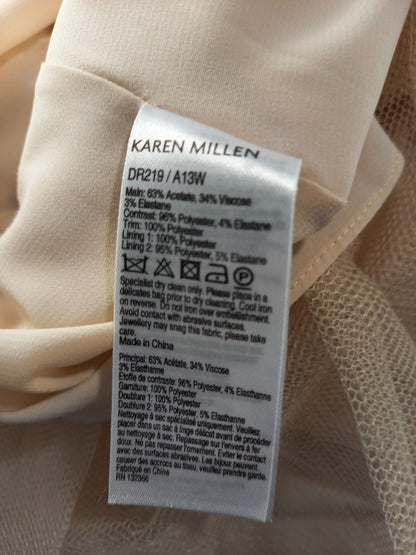 KAREN MILLEN
DR219 / A13W
Main: 63% Acetate, 34% Viscose
3% Elastane
Contrast: 96% Polyester, 4% Elastane
Trim: 100% Polyester
Lining 1: 100% Polyester
Lining 2: 95% Polyester, 5% Elastane
P
Specialist dry clean only. Please place in a
delicates bag prior to dry cleaning. Cool iron
on reverse. Do not iron over embellishment.
Avoid contact with abrasive surfaces.
Jewellery may snag this fabric, please take
care.
Made in China
Principal: 63% Acétate, 34% Viscose
3% Elasthanne
Etoffe de contraste: 96% Polyester, 4% Elasthanne
Garniture: 100% Polyester
Doublure 1: 100% Polyester
Doublure 2: 95% Polyester, 5% Elasthanne
Nettoyage à sec spécialisé uniquement. Veuillez
placer dans un sac à linge délicat avant de procéder
au nettoyage à sec. Repasser sur l'envers à fer
doux. Ne pas repasser l'ornement. Eviter le contact
avec des surfaces abrasives. Les bijoux peuvent
causer des accrocs au tissu, veuillez prendre garde.
Fabriqué en Chine
RN 132366